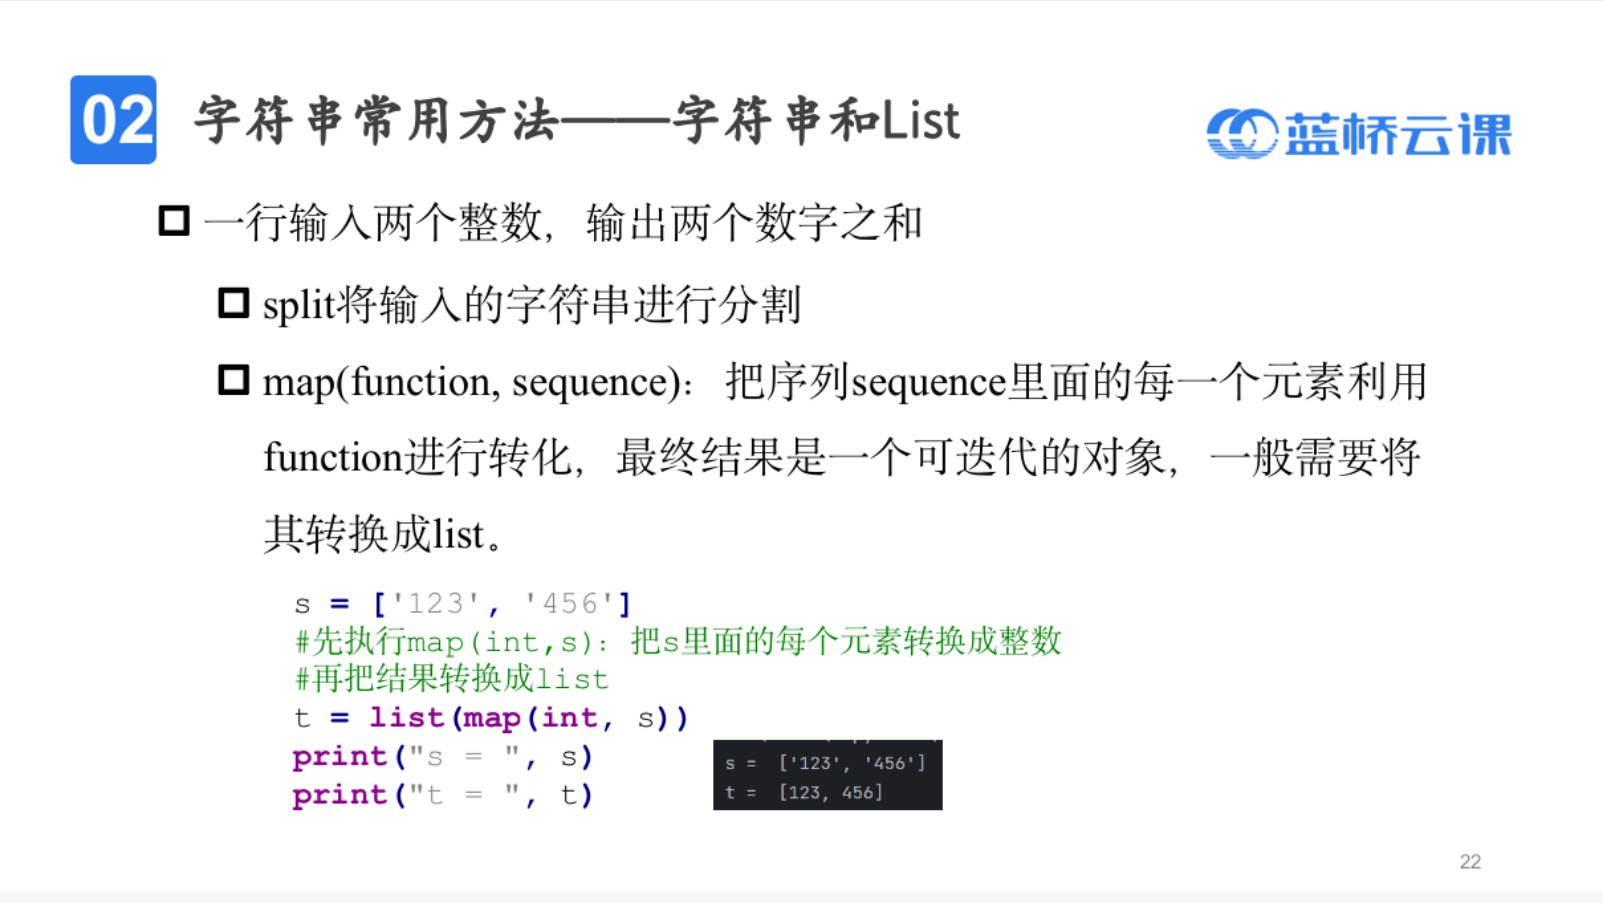 02 字符串常用方法——字符串和List
蓝桥云课
一行输入两个整数，输出两个数字之和
split将输入的字符串进行分割
map(function, sequence)：把序列sequence里面的每一个元素利用
function进行转化，最终结果是一个可迭代的对象，一般需要将
其转换成list。
s = ['123', '456']
#先执行map(int,s)：把s里面的每个元素转换成整数
#再把结果转换成list
t = list(map(int, s))
print("s = ", s)
print("t = ", t)
s =  ['123', '456']
t =  [123, 456]
22